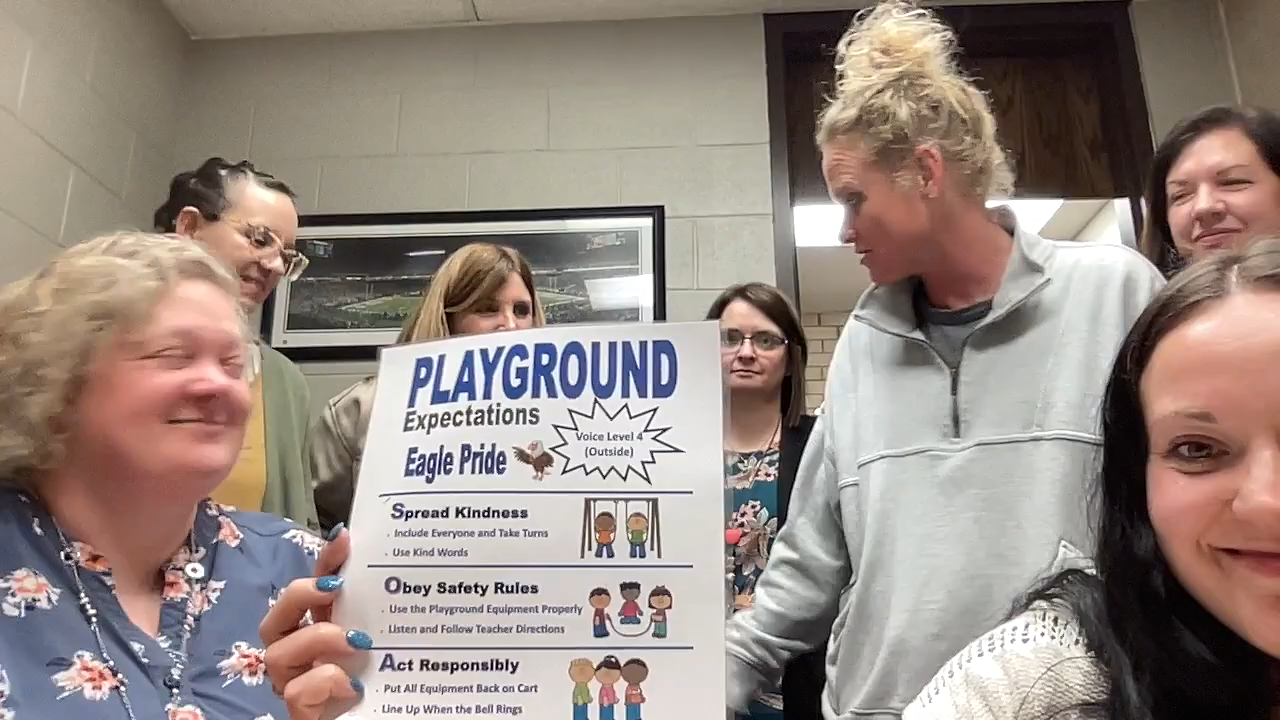 PLAYGROUND
Expectations
Eagle Pride
Voice Level 4
(Outside)
Spread Kindness
. Include Everyone and Take Turns
. Use Kind Words
Obey Safety Rules
. Use the Playground Equipment Properly
. Listen and Follow Teacher Directions
Act Responsibly
. Put All Equipment Back on Cart
. Line Up When the Bell Rings